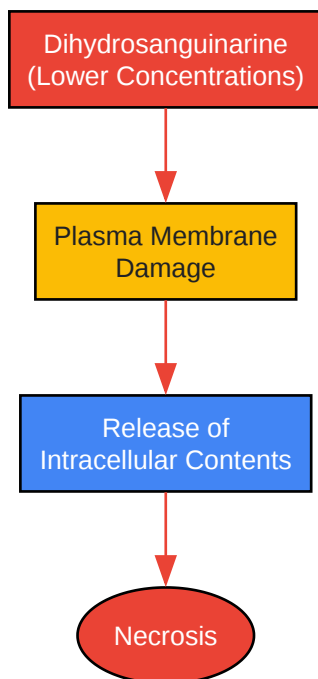 Dihydrosanguinarine
(Lower Concentrations)
Plasma Membrane
Damage
Release of
Intracellular Contents
Necrosis